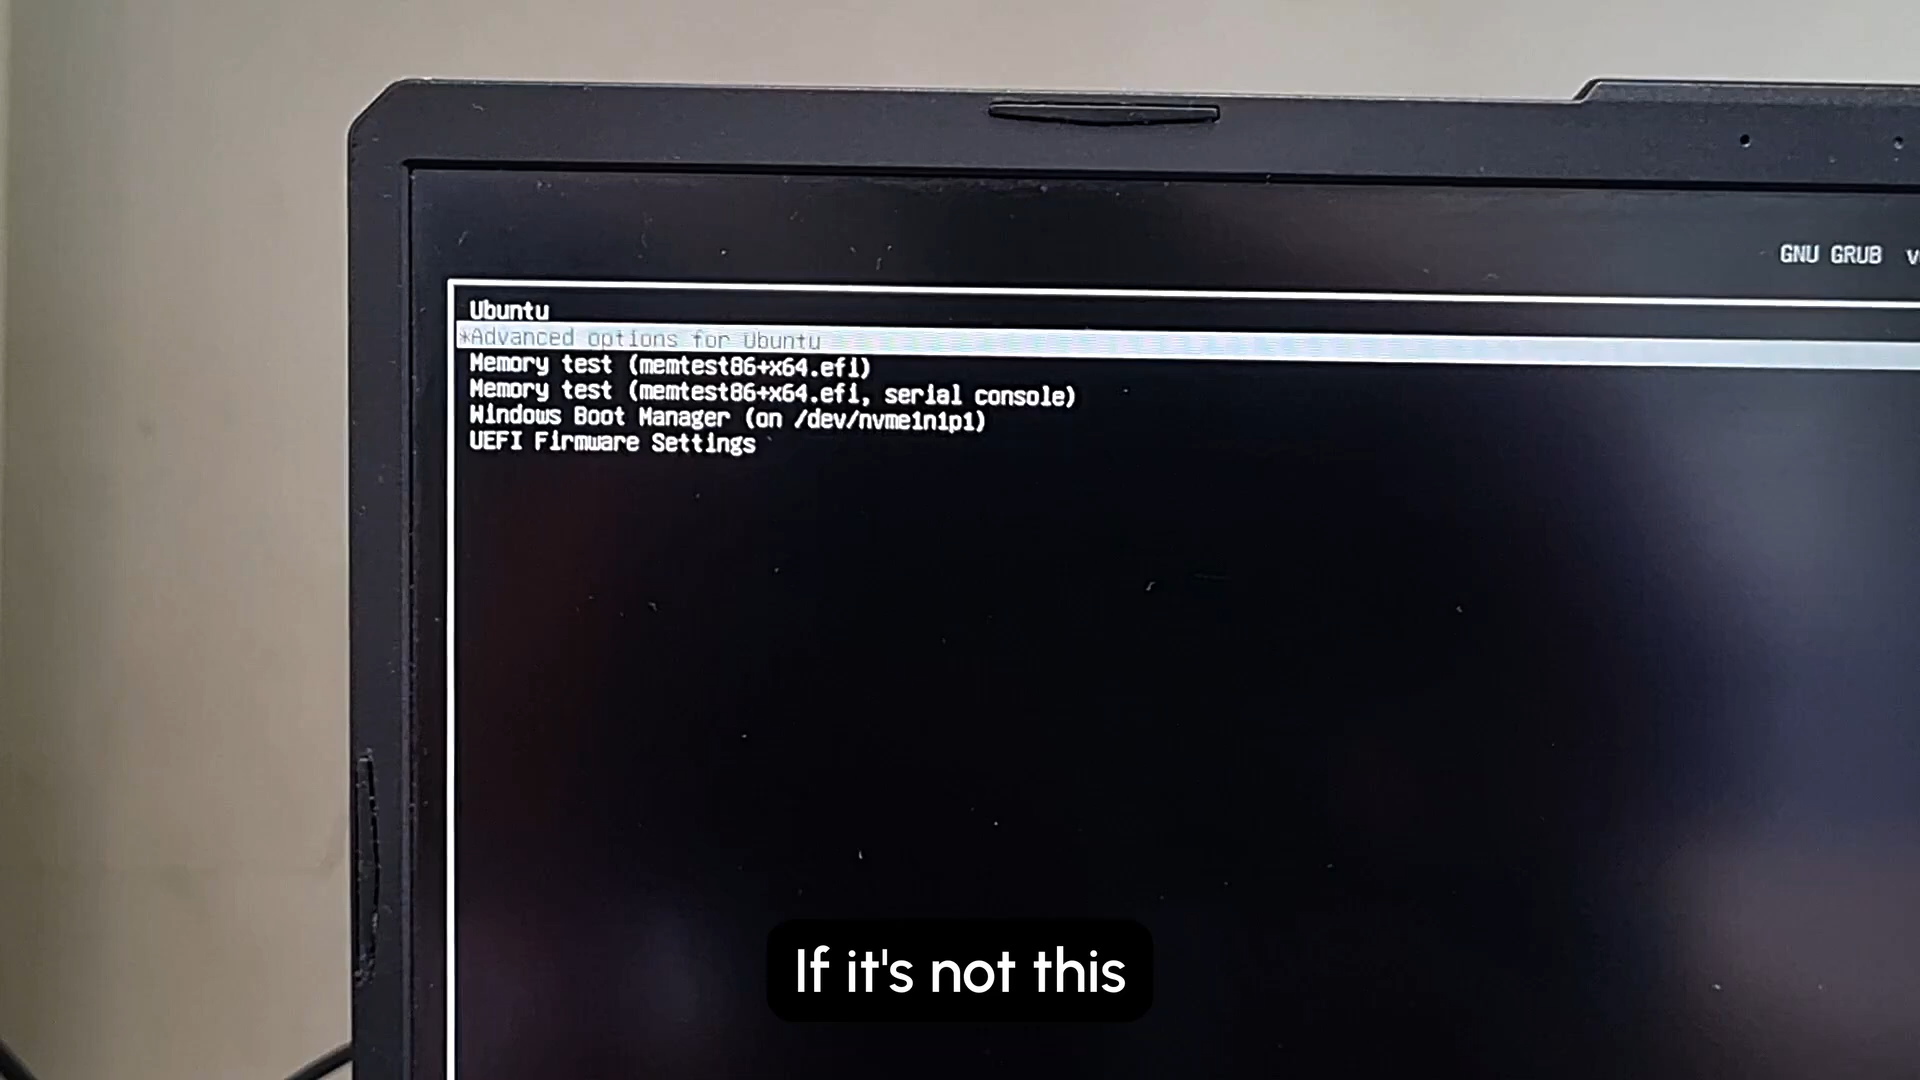 GNU GRUB
Ubuntu
*Advanced options for Ubuntu
Memory test (memtest86+x64.efi)
Memory test (memtest86+x64.efi, serial console)
Windows Boot Manager (on /dev/nvme1n1p1)
UEFI Firmware Settings
If it's not this